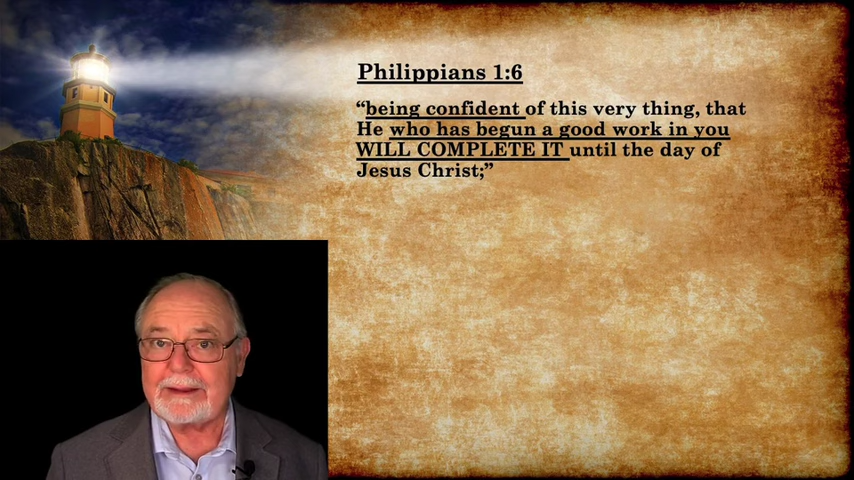 Philippians 1:6
“being confident of this very thing, that
He who has begun a good work in you
WILL COMPLETE IT until the day of
Jesus Christ;”